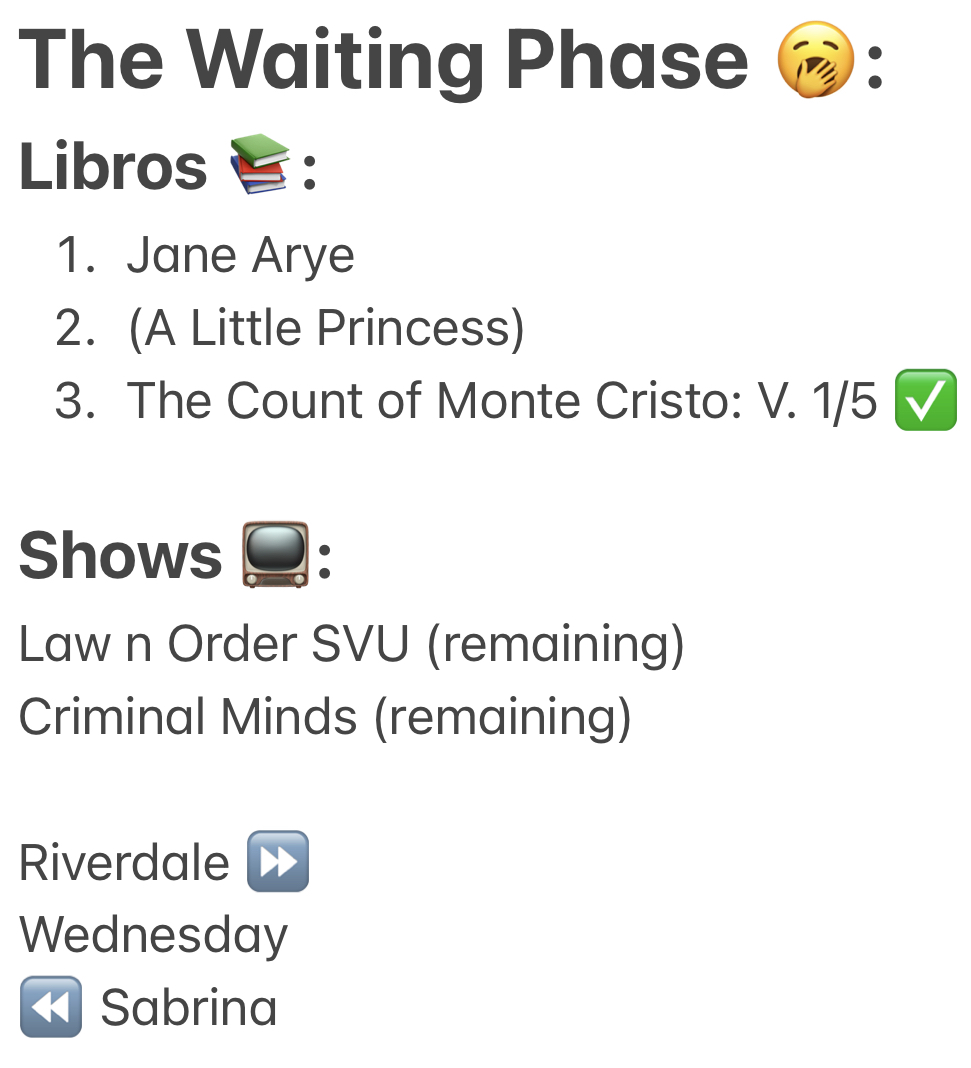 The Waiting Phase 🥱:
Libros 📚:
1. Jane Arye
2. (A Little Princess)
3. The Count of Monte Cristo: V. 1/5 ✅
Shows 📺:
Law n Order SVU (remaining)
Criminal Minds (remaining)
Riverdale ⏩
Wednesday
⏪ Sabrina